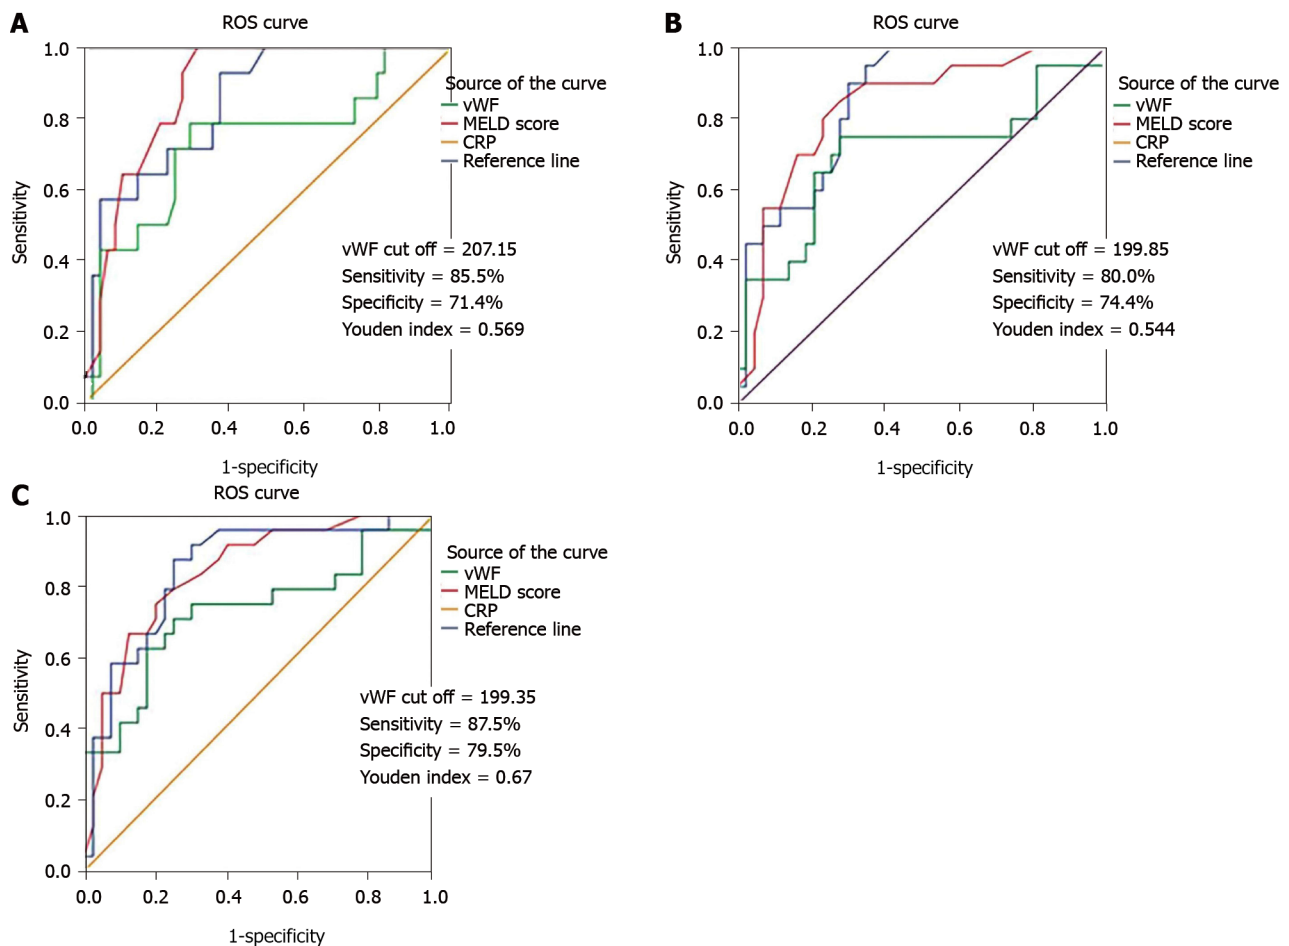 A
ROS curve
1.0
0.8
0.6
0.4
0.2
0.0
Sensitivity
0.0 0.2 0.4 0.6 0.8 1.0
1-specificity
Source of the curve
vWF
MELD score
CRP
Reference line
vWF cut off = 207.15
Sensitivity = 85.5%
Specificity = 71.4%
Youden index = 0.569
B
ROS curve
1.0
0.8
0.6
0.4
0.2
0.0
Sensitivity
0.0 0.2 0.4 0.6 0.8 1.0
1-specificity
Source of the curve
vWF
MELD score
CRP
Reference line
vWF cut off = 199.85
Sensitivity = 80.0%
Specificity = 74.4%
Youden index = 0.544
C
ROS curve
1.0
0.8
0.6
0.4
0.2
0.0
Sensitivity
0.0 0.2 0.4 0.6 0.8 1.0
1-specificity
Source of the curve
vWF
MELD score
CRP
Reference line
vWF cut off = 199.35
Sensitivity = 87.5%
Specificity = 79.5%
Youden index = 0.67